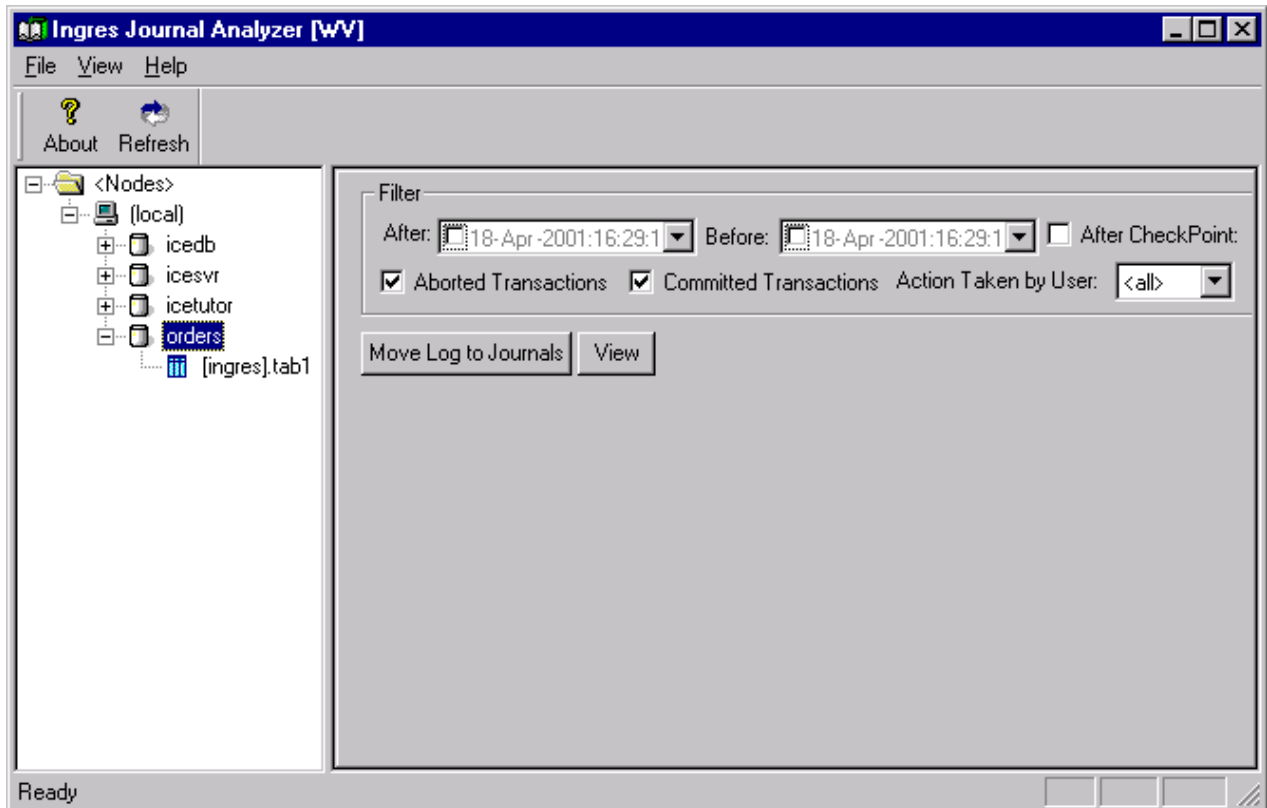 Ingres Journal Analyzer [WV]
File View Help
About Refresh
<Nodes>
(local)
icedb
icesvr
icetutor
orders
[ingres].tab1
Filter
After: 18-Apr-2001:16:29:1 Before: 18-Apr-2001:16:29:1 After CheckPoint:
Aborted Transactions Committed Transactions Action Taken by User: <all>
Move Log to Journals View
Ready